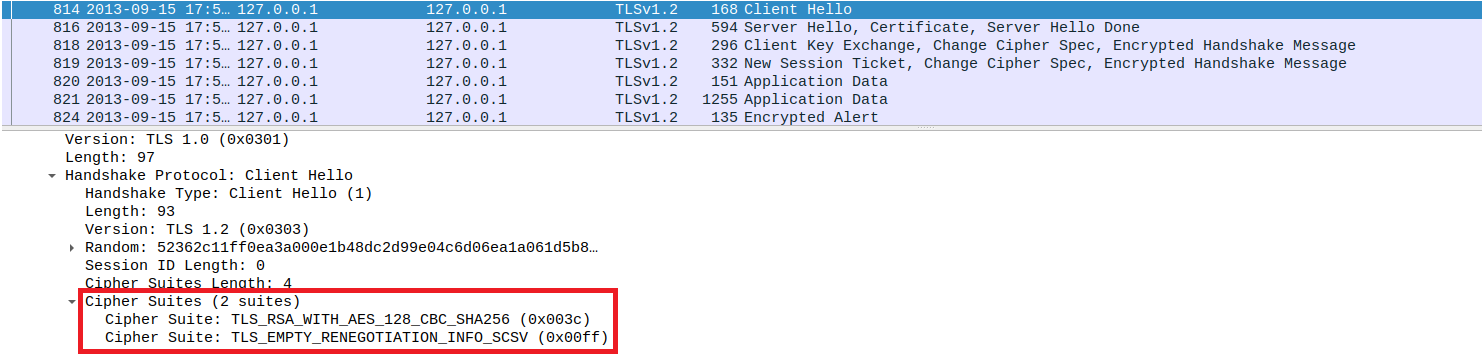 814 2013-09-15 17:5… 127.0.0.1 127.0.0.1 TLSv1.2 168 Client Hello
816 2013-09-15 17:5… 127.0.0.1 127.0.0.1 TLSv1.2 594 Server Hello, Certificate, Server Hello Done
818 2013-09-15 17:5… 127.0.0.1 127.0.0.1 TLSv1.2 296 Client Key Exchange, Change Cipher Spec, Encrypted Handshake Message
819 2013-09-15 17:5… 127.0.0.1 127.0.0.1 TLSv1.2 332 New Session Ticket, Change Cipher Spec, Encrypted Handshake Message
820 2013-09-15 17:5… 127.0.0.1 127.0.0.1 TLSv1.2 151 Application Data
821 2013-09-15 17:5… 127.0.0.1 127.0.0.1 TLSv1.2 1255 Application Data
824 2013-09-15 17:5… 127.0.0.1 127.0.0.1 TLSv1.2 135 Encrypted Alert
Version: TLS 1.0 (0x0301)
Length: 97
Handshake Protocol: Client Hello
Handshake Type: Client Hello (1)
Length: 93
Version: TLS 1.2 (0x0303)
Random: 52362c11ff0ea3a000e1b48dc2d99e04c6d06ea1a061d5b8…
Session ID Length: 0
Cipher Suites Length: 4
Cipher Suites (2 suites)
Cipher Suite: TLS_RSA_WITH_AES_128_CBC_SHA256 (0x003c)
Cipher Suite: TLS_EMPTY_RENEGOTIATION_INFO_SCSV (0x00ff)